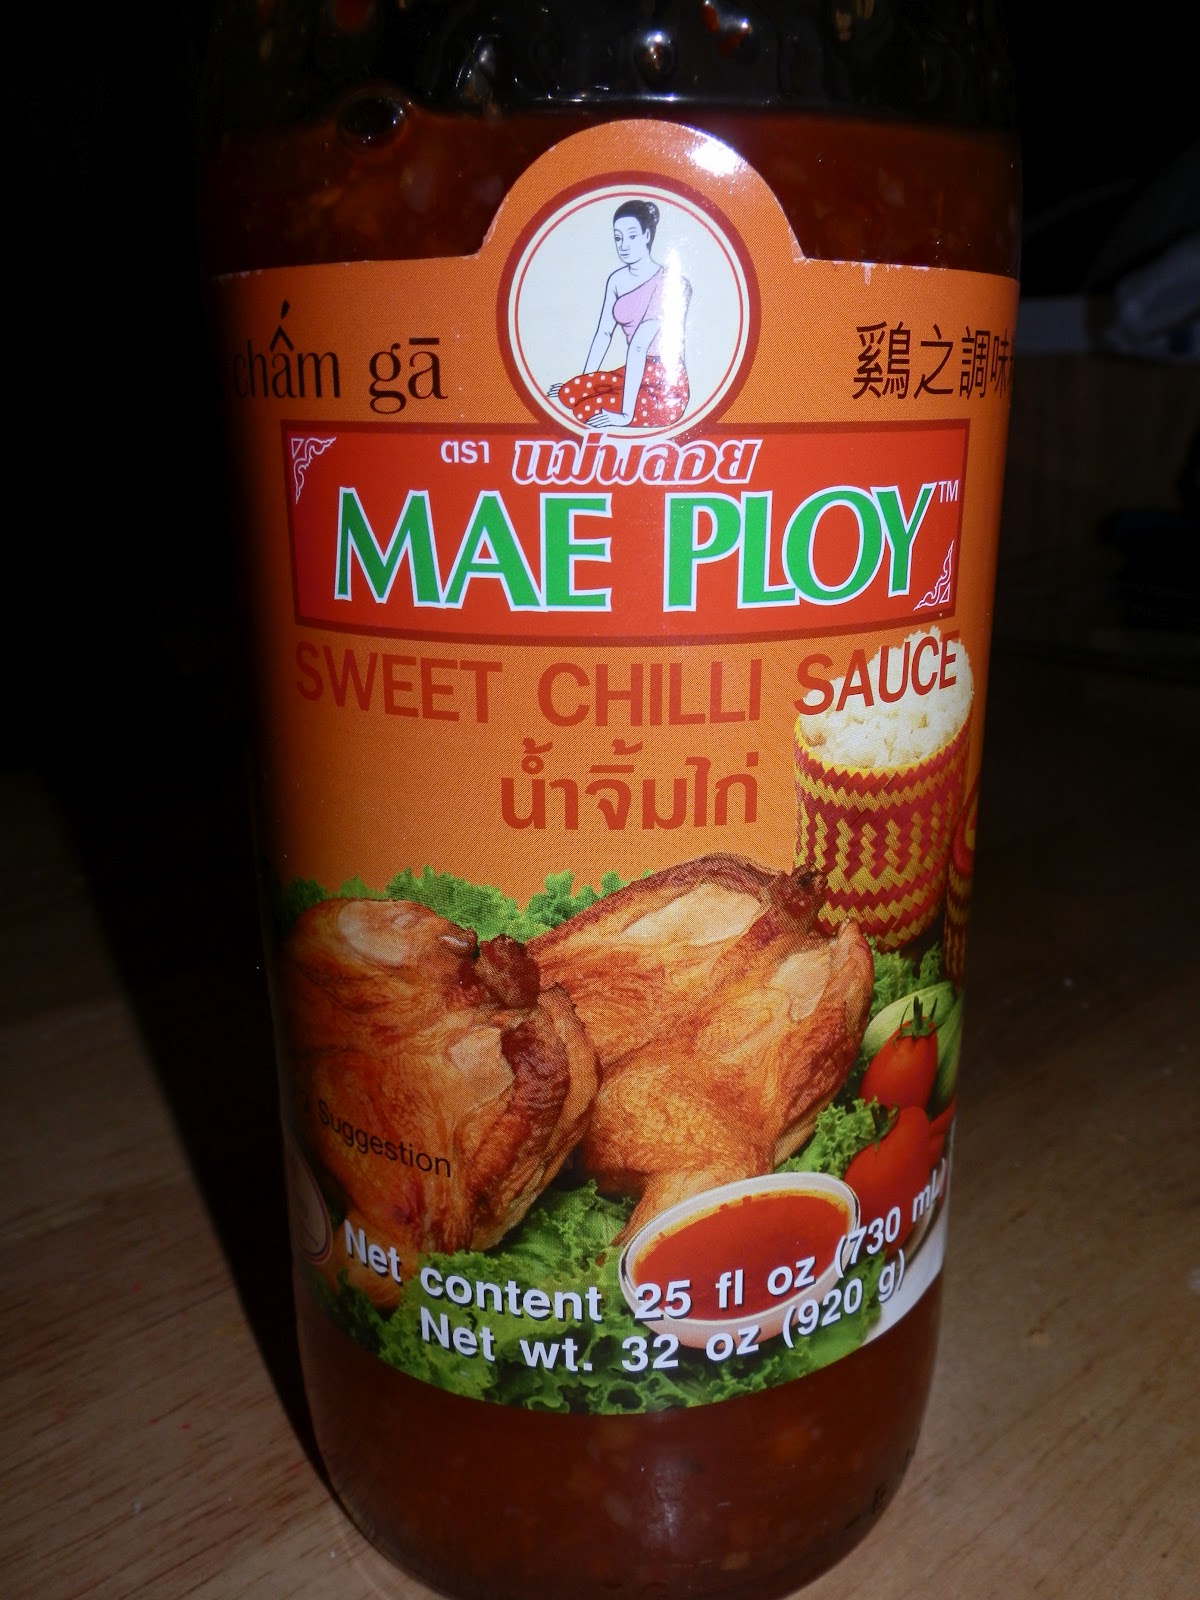 chấm gā
鷄之調味
ตรา แม่พลอย
MAE PLOY™
SWEET CHILLI SAUCE
น้ำจิ้มไก่
Suggestion
Net content 25 fl oz (730 mL)
Net wt. 32 oz (920 g)